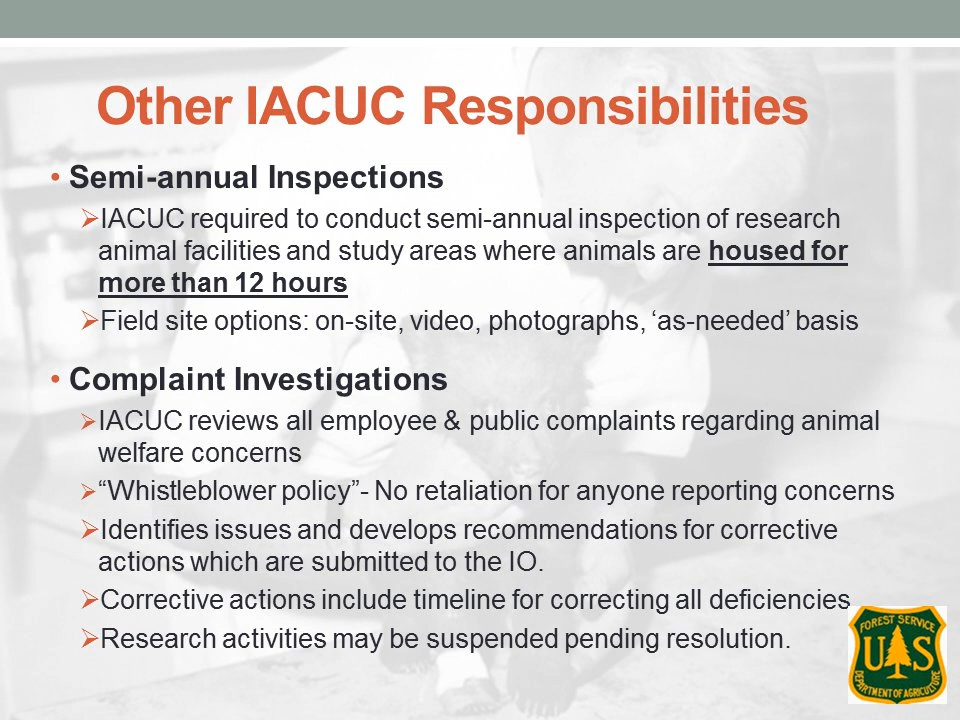 Other IACUC Responsibilities
• Semi-annual Inspections
➢IACUC required to conduct semi-annual inspection of research
animal facilities and study areas where animals are housed for
more than 12 hours
➢Field site options: on-site, video, photographs, ‘as-needed’ basis
• Complaint Investigations
➢IACUC reviews all employee & public complaints regarding animal
welfare concerns
➢“Whistleblower policy”- No retaliation for anyone reporting concerns
➢Identifies issues and develops recommendations for corrective
actions which are submitted to the IO.
➢Corrective actions include timeline for correcting all deficiencies
➢Research activities may be suspended pending resolution.
FOREST SERVICE
U S
DEPARTMENT OF AGRICULTURE